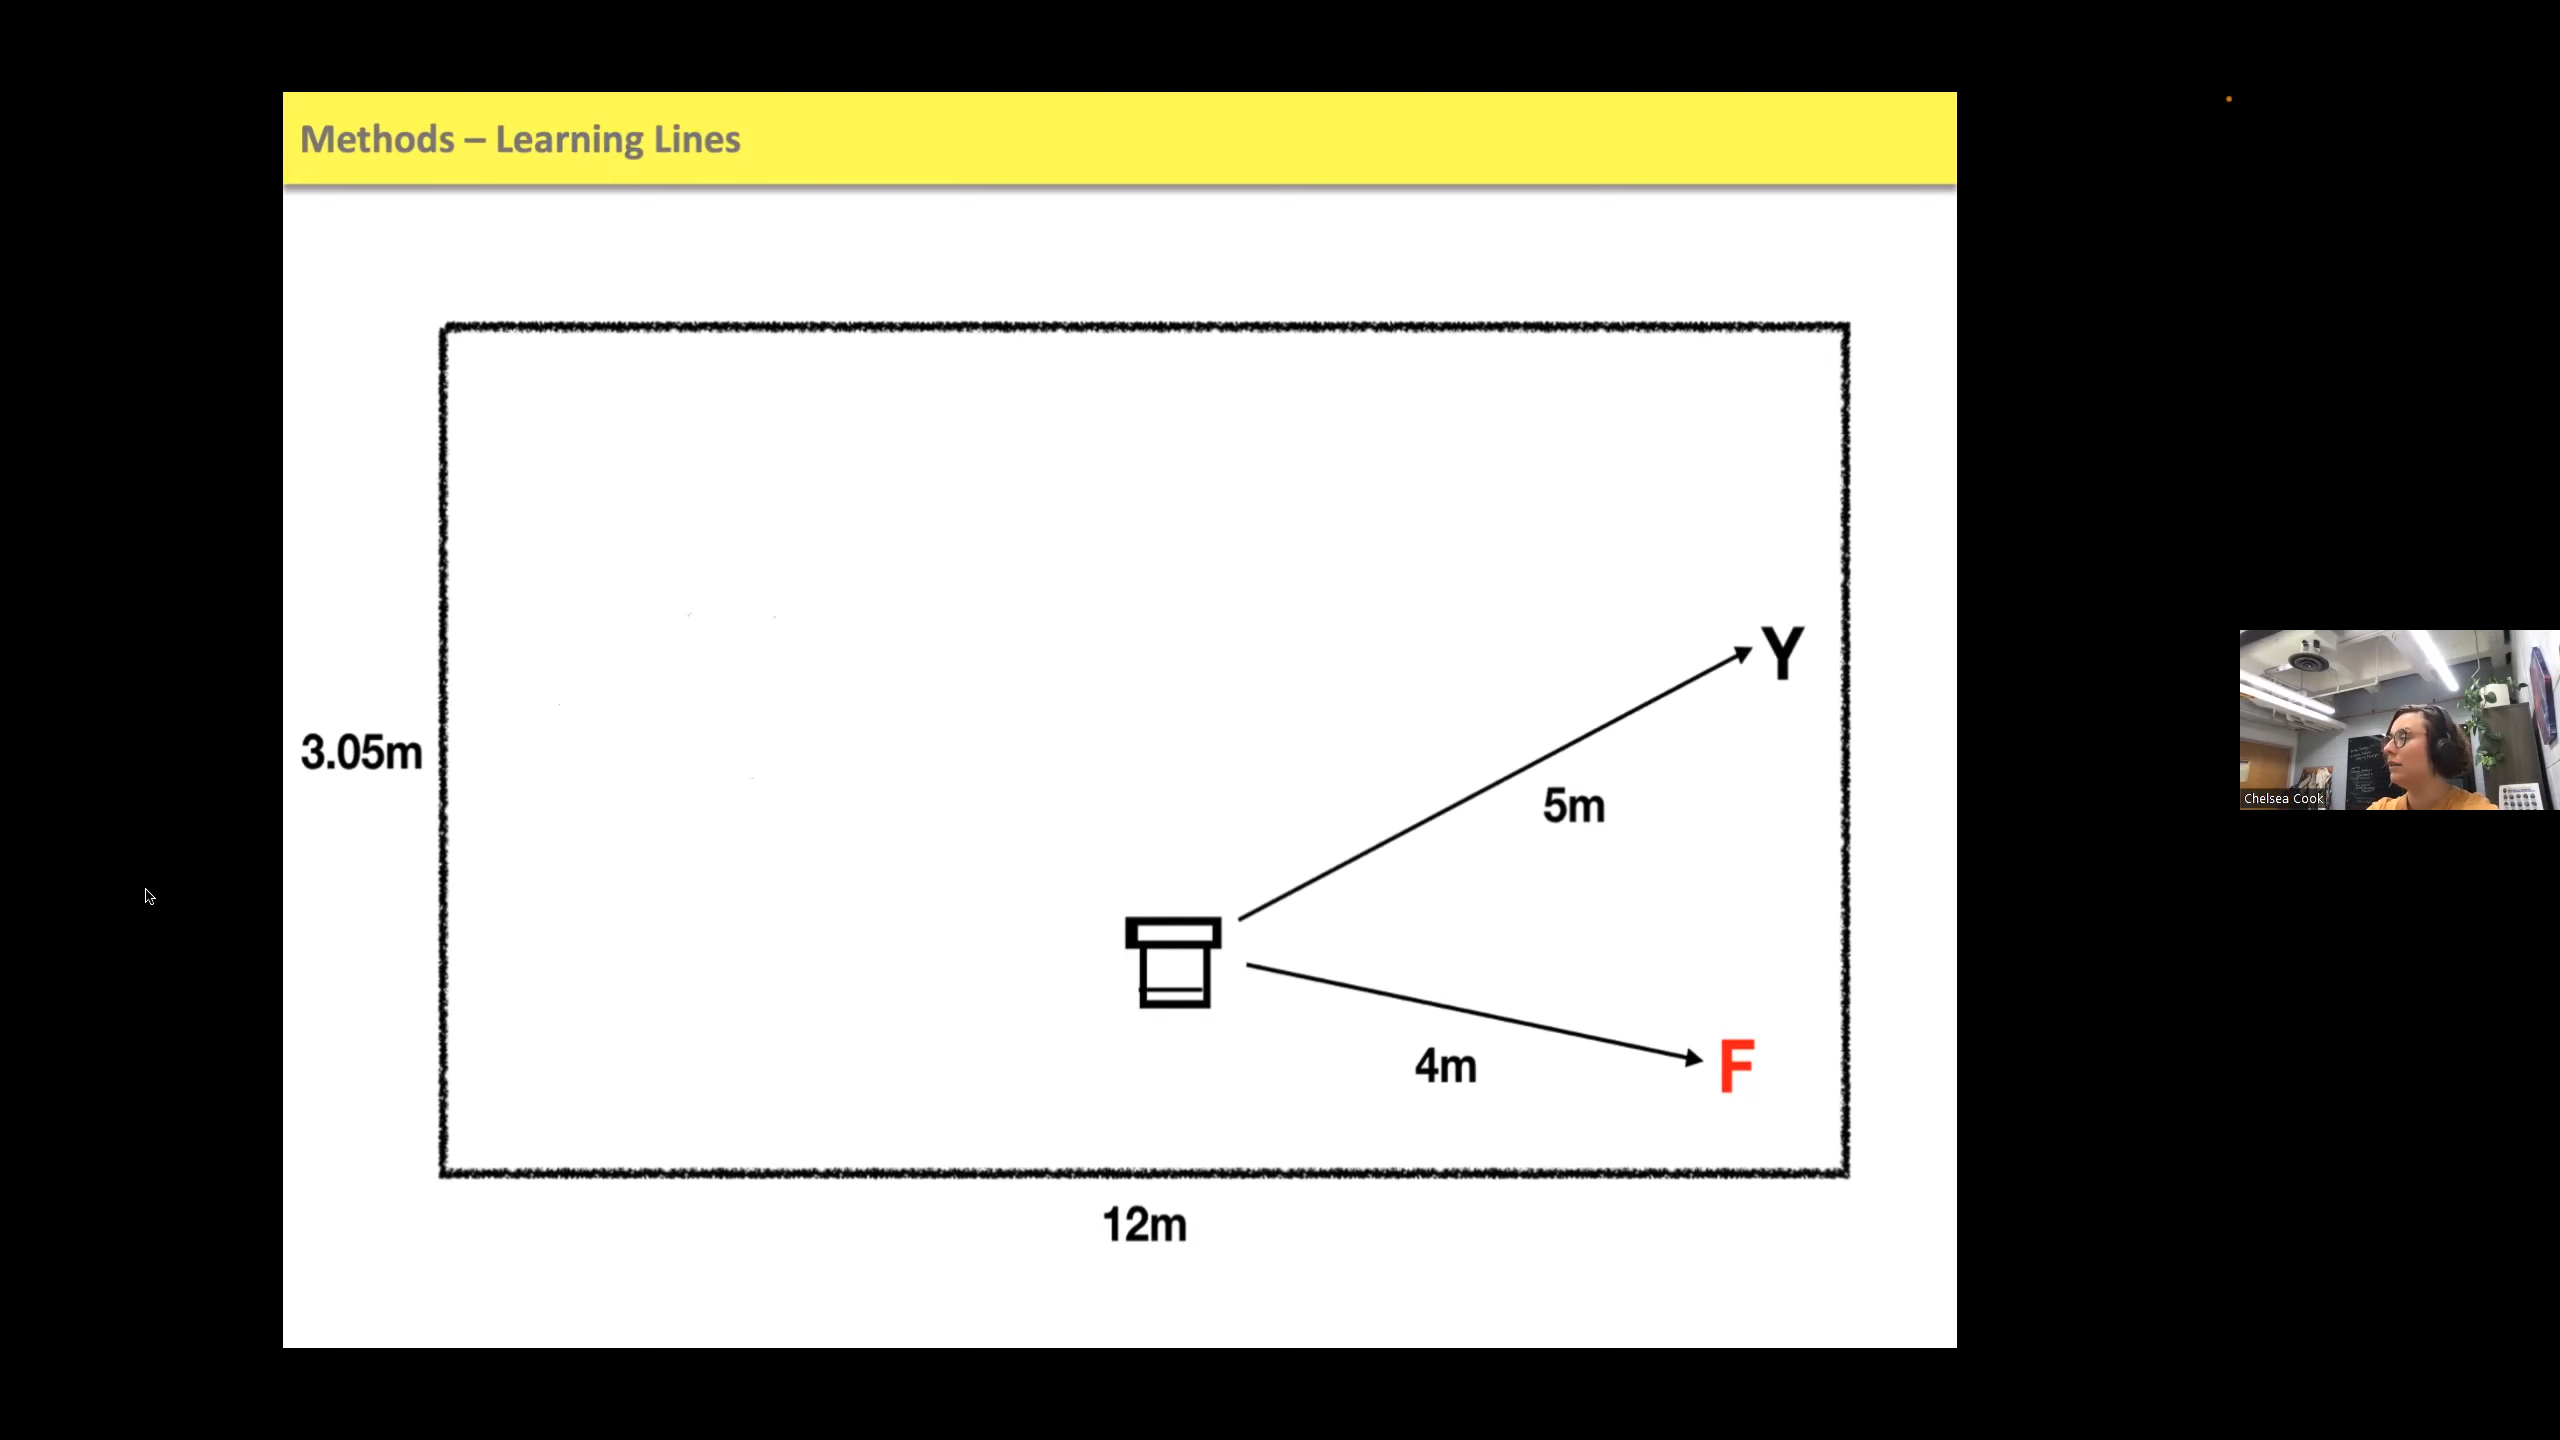 Methods – Learning Lines
Y
3.05m
5m
Chelsea Cook
F
4m
12m